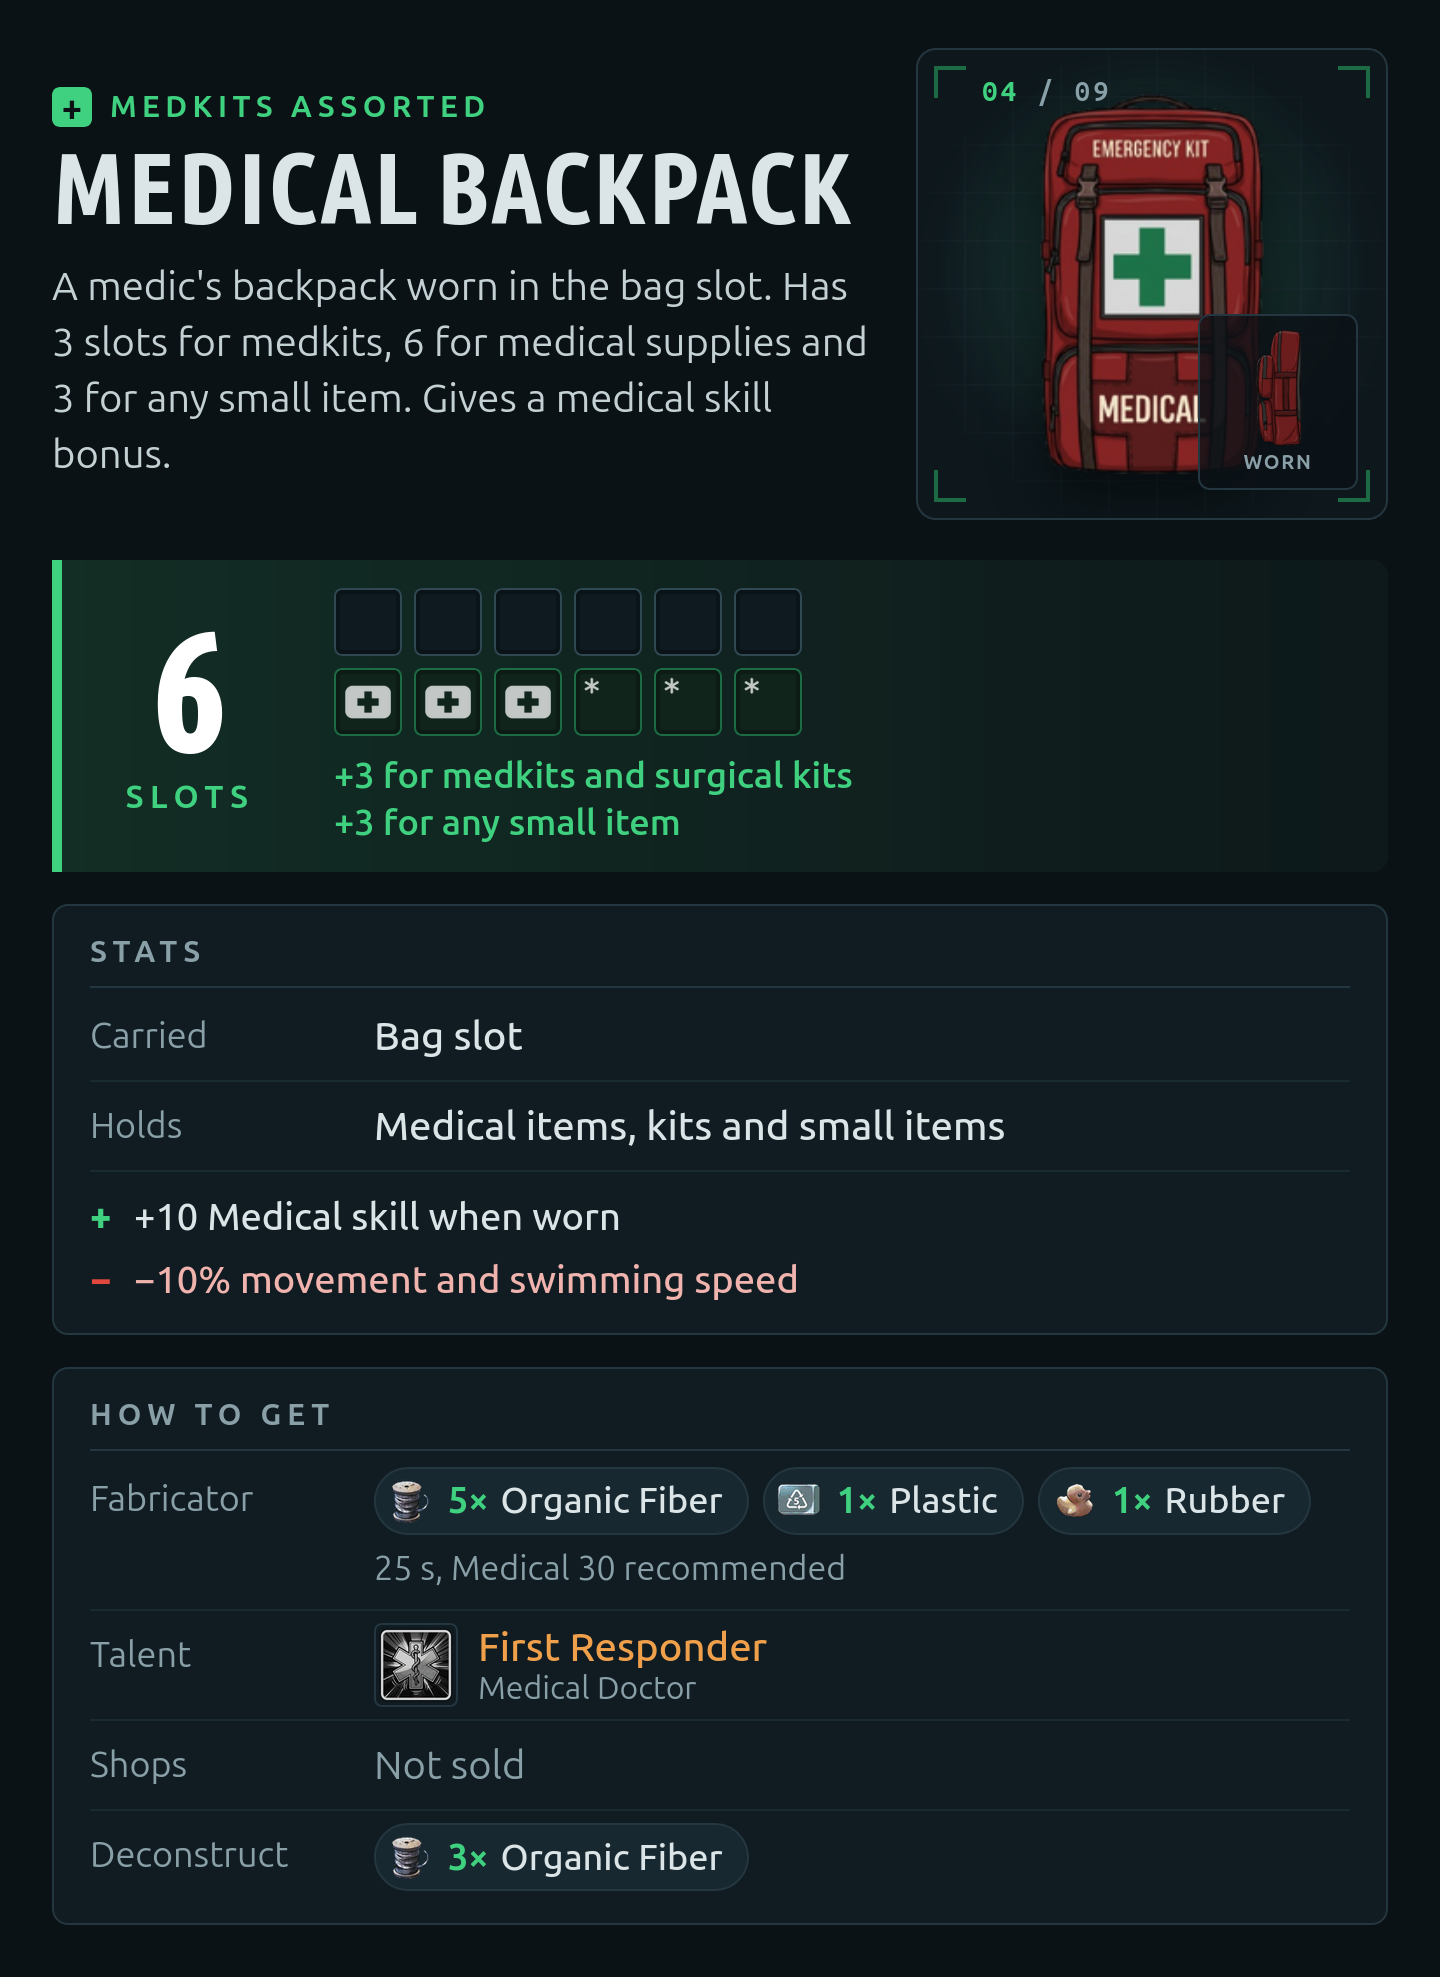 + MEDKITS ASSORTED
MEDICAL BACKPACK
A medic's backpack worn in the bag slot. Has
3 slots for medkits, 6 for medical supplies and
3 for any small item. Gives a medical skill
bonus.
04 / 09
EMERGENCY KIT
MEDICAL
WORN
6
SLOTS
* * *
+3 for medkits and surgical kits
+3 for any small item
STATS
Carried Bag slot
Holds Medical items, kits and small items
+ +10 Medical skill when worn
− −10% movement and swimming speed
HOW TO GET
Fabricator 5× Organic Fiber 1× Plastic 1× Rubber
25 s, Medical 30 recommended
Talent First Responder
Medical Doctor
Shops Not sold
Deconstruct 3× Organic Fiber